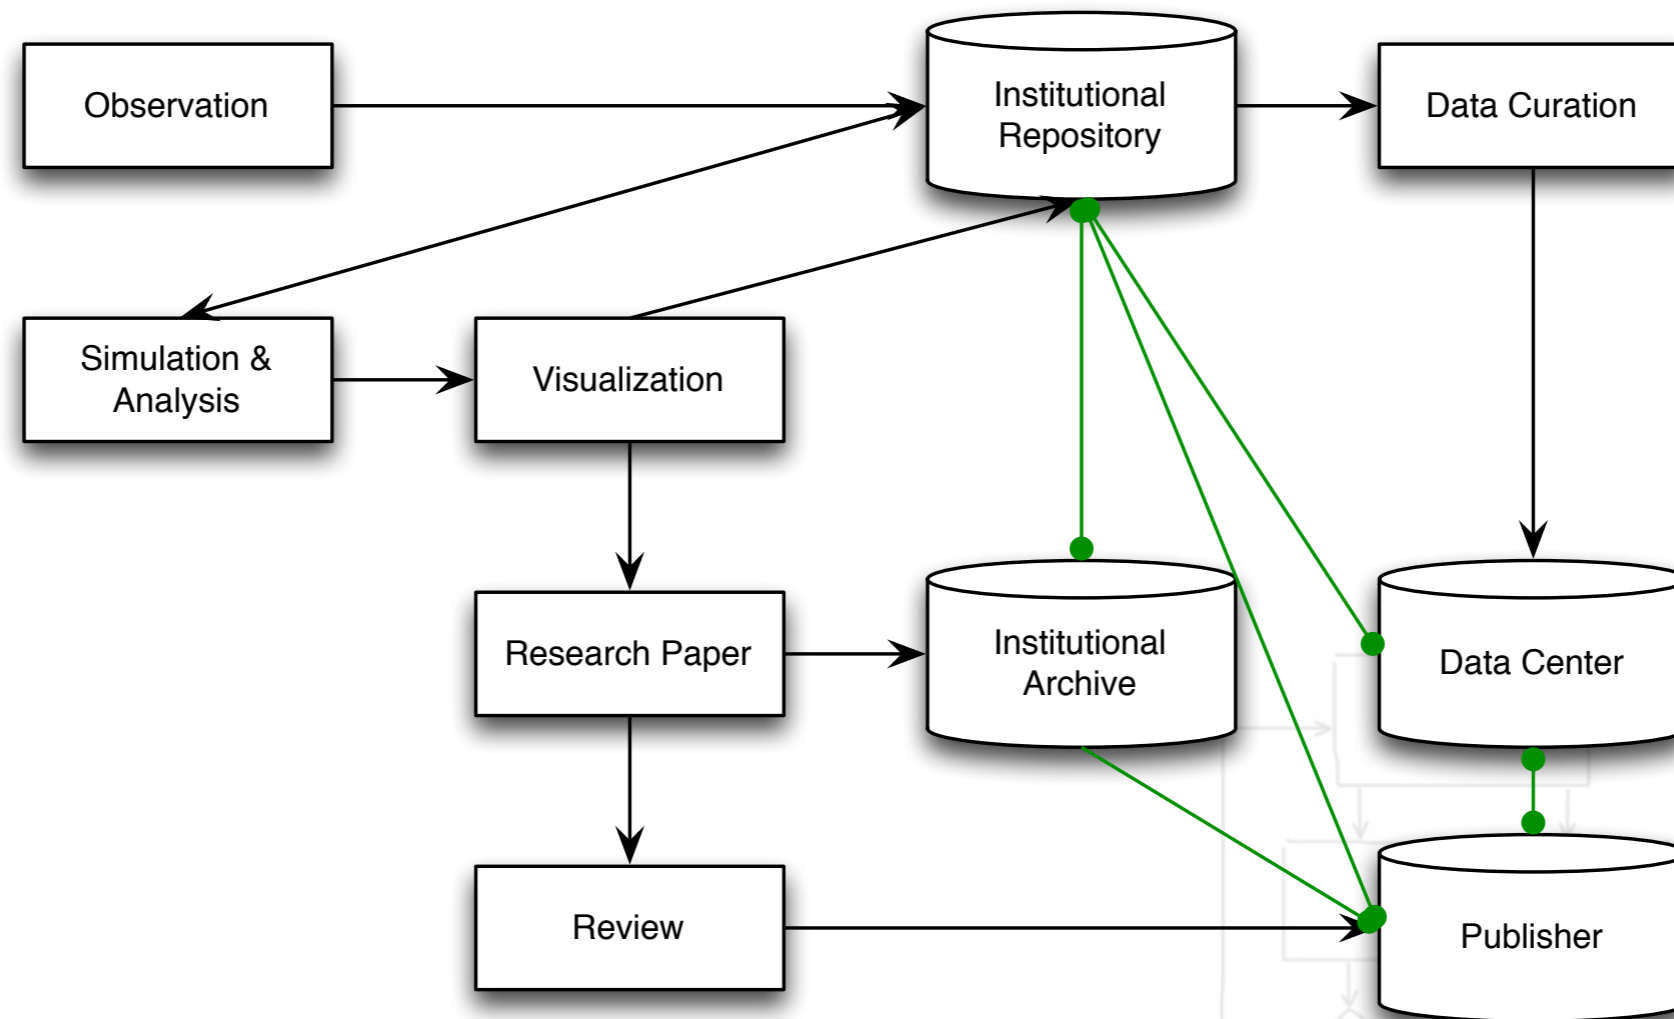 Observation
Institutional
Repository
Data Curation
Simulation &
Analysis
Visualization
Research Paper
Institutional
Archive
Data Center
Review
Publisher